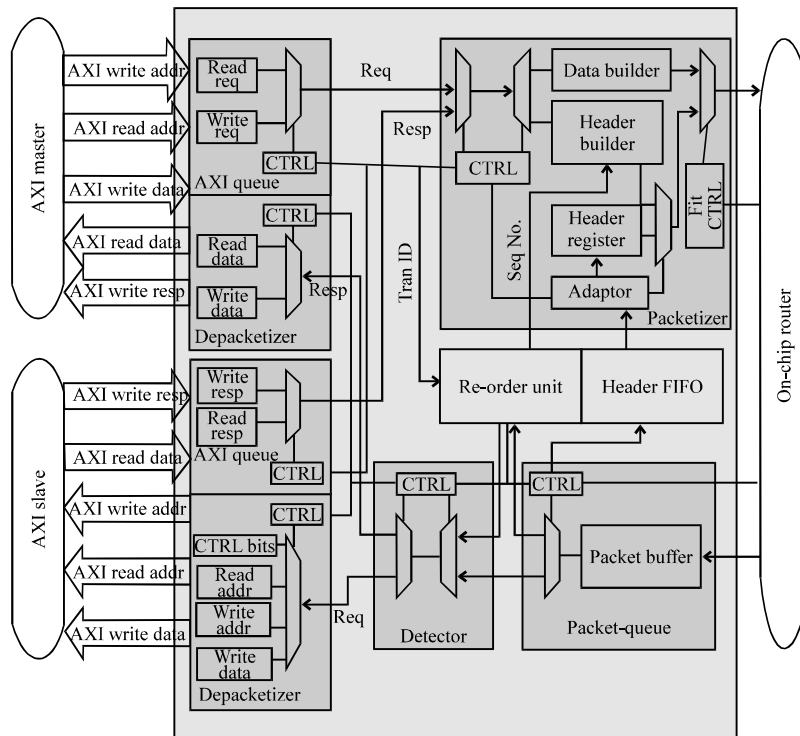 AXI master
AXI write addr
AXI read addr
AXI write data
AXI read data
AXI write resp
Read
req
Write
req
CTRL
AXI queue
CTRL
Read
data
Write
data
Depacketizer
Req
Resp
Resp
Tran ID
Seq No.
Data builder
Header
builder
CTRL
Header
register
Adaptor
Fit
CTRL
Packetizer
On-chip router
AXI slave
AXI write resp
AXI read data
AXI write addr
AXI read addr
AXI write data
Write
resp
Read
resp
AXI queue
CTRL
CTRL
CTRL bits
Read
addr
Write
addr
Write
data
Depacketizer
Req
Re-order unit
Header FIFO
CTRL
Detector
CTRL
Packet buffer
Packet-queue